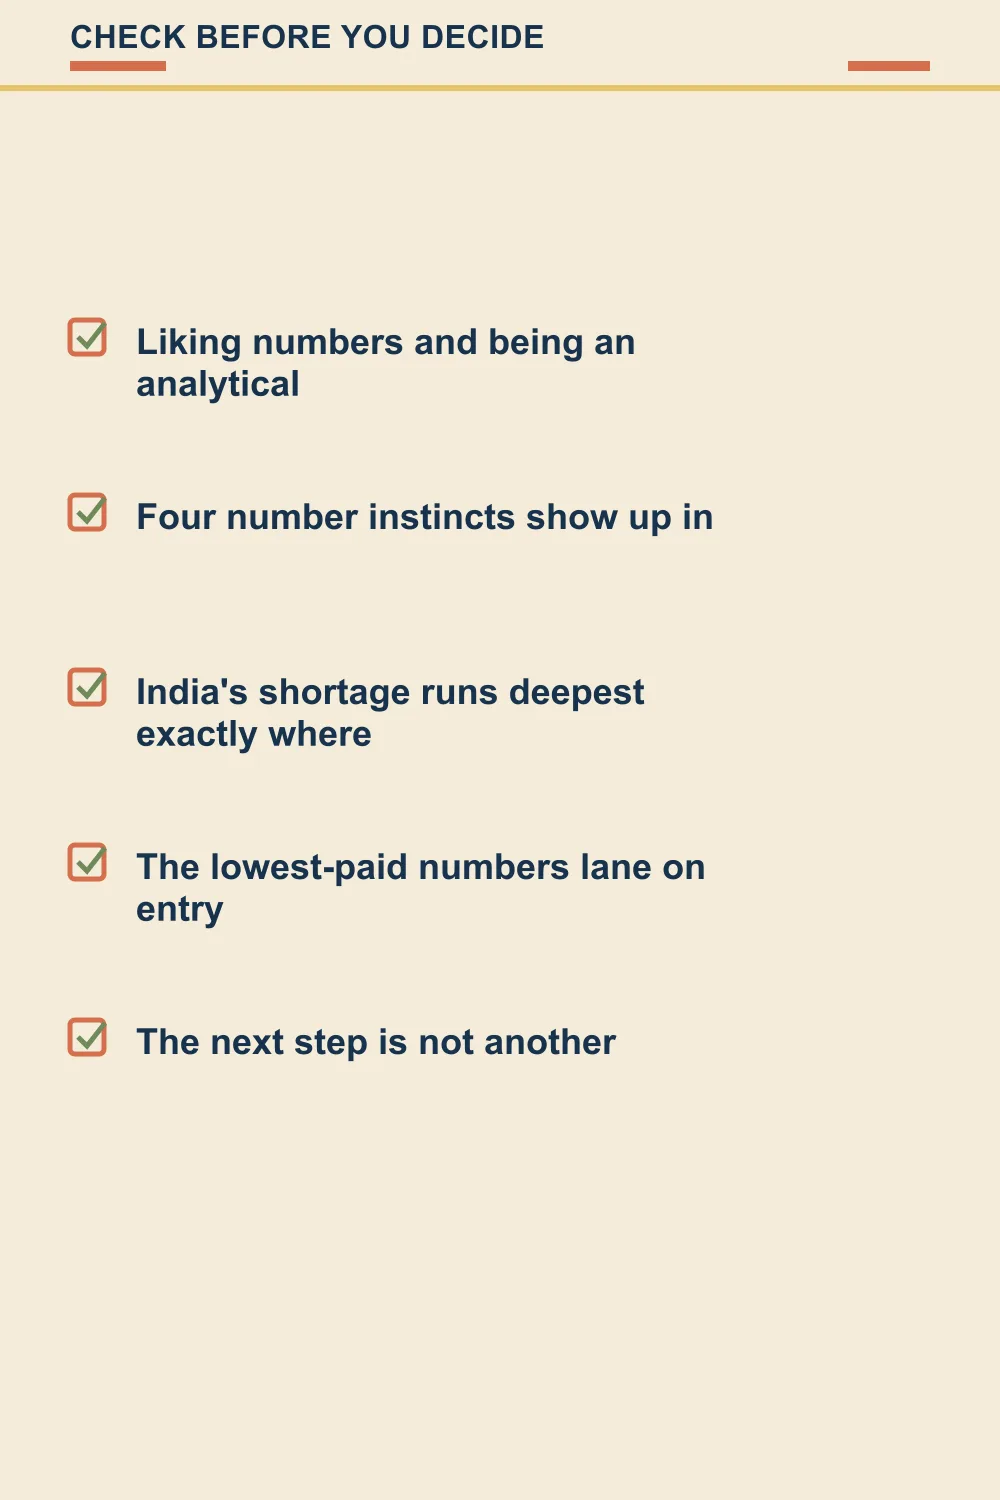 CHECK BEFORE YOU DECIDE
Liking numbers and being an
analytical
Four number instincts show up in
India's shortage runs deepest
exactly where
The lowest-paid numbers lane on
entry
The next step is not another